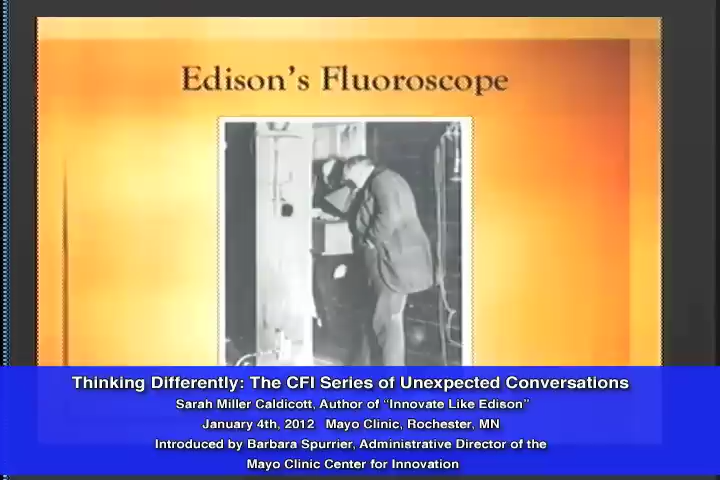 Edison's Fluoroscope
Thinking Differently: The CFI Series of Unexpected Conversations
Sarah Miller Caldicott, Author of “Innovate Like Edison”
January 4th, 2012 Mayo Clinic, Rochester, MN
Introduced by Barbara Spurrier, Administrative Director of the
Mayo Clinic Center for Innovation